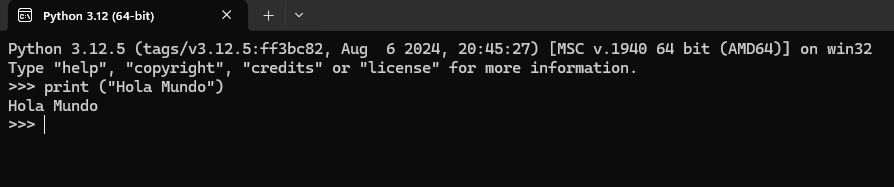 Python 3.12 (64-bit)
Python 3.12.5 (tags/v3.12.5:ff3bc82, Aug  6 2024, 20:45:27) [MSC v.1940 64 bit (AMD64)] on win32
Type "help", "copyright", "credits" or "license" for more information.
>>> print ("Hola Mundo")
Hola Mundo
>>>